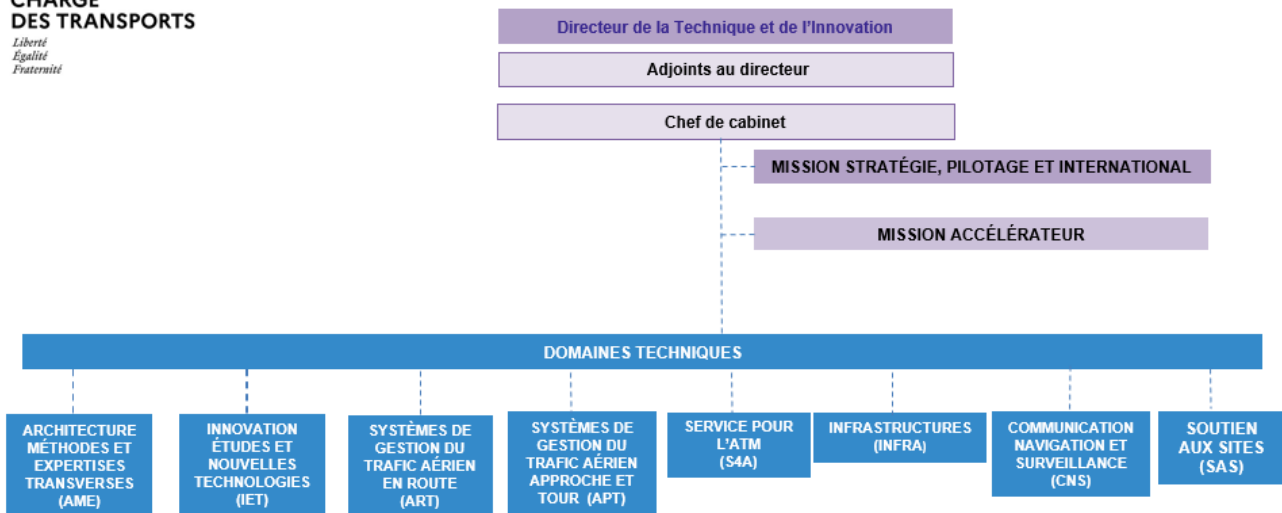 CHARGÉ
DES TRANSPORTS
Liberté
Égalité
Fraternité
Directeur de la Technique et de l'Innovation
Adjoints au directeur
Chef de cabinet
MISSION STRATÉGIE, PILOTAGE ET INTERNATIONAL
MISSION ACCÉLÉRATEUR
DOMAINES TECHNIQUES
ARCHITECTURE
MÉTHODES ET
EXPERTISES
TRANSVERSES
(AME)
INNOVATION
ÉTUDES ET
NOUVELLES
TECHNOLOGIES
(IET)
SYSTÈMES DE
GESTION DU
TRAFIC AÉRIEN
EN ROUTE
(ART)
SYSTÈMES DE
GESTION DU
TRAFIC AÉRIEN
APPROCHE ET
TOUR (APT)
SERVICE POUR
L'ATM
(S4A)
INFRASTRUCTURES
(INFRA)
COMMUNICATION
NAVIGATION ET
SURVEILLANCE
(CNS)
SOUTIEN
AUX SITES
(SAS)